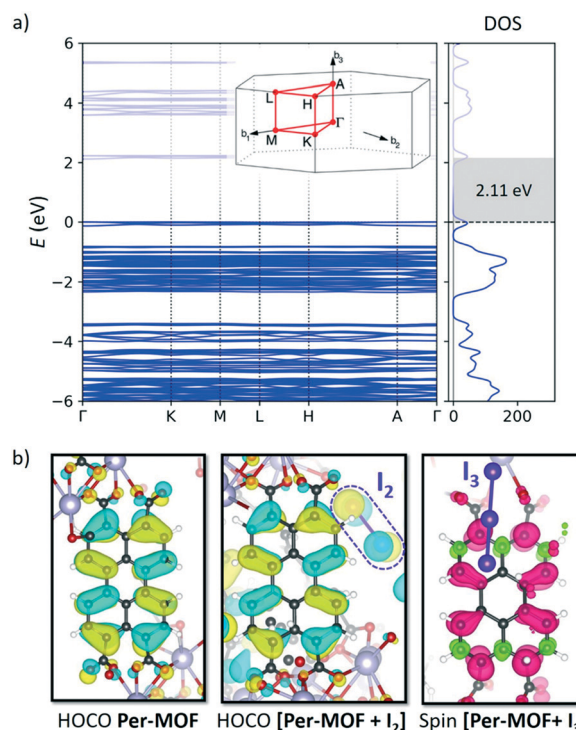 a)
DOS
6
4
2
0
−2
−4
−6
E (eV)
b3
A
L
H
Γ
b1
M
K
b2
2.11 eV
Γ K M L H A Γ
0 200
b)
I2
I3
HOCO Per-MOF
HOCO [Per-MOF + I2]
Spin [Per-MOF+ I3